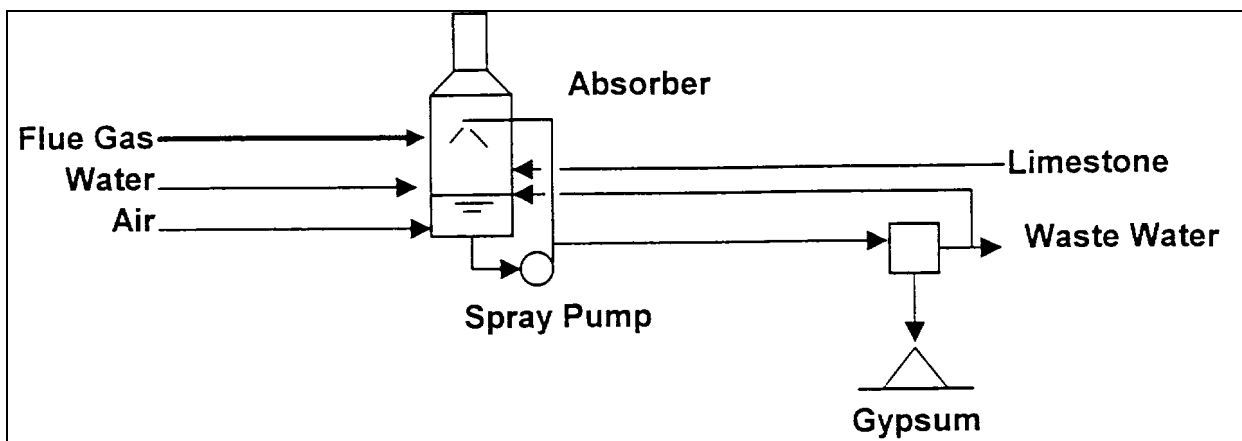 Absorber
Flue Gas
Limestone
Water
Air
Waste Water
Spray Pump
Gypsum